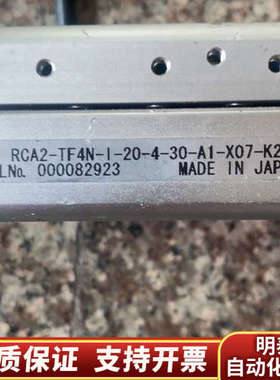 RCA2-TF4N-I-20-4-30-A1-X07-K2
LNo. 000082923 MADE IN JAP
质保证 支持开票
明
自动化